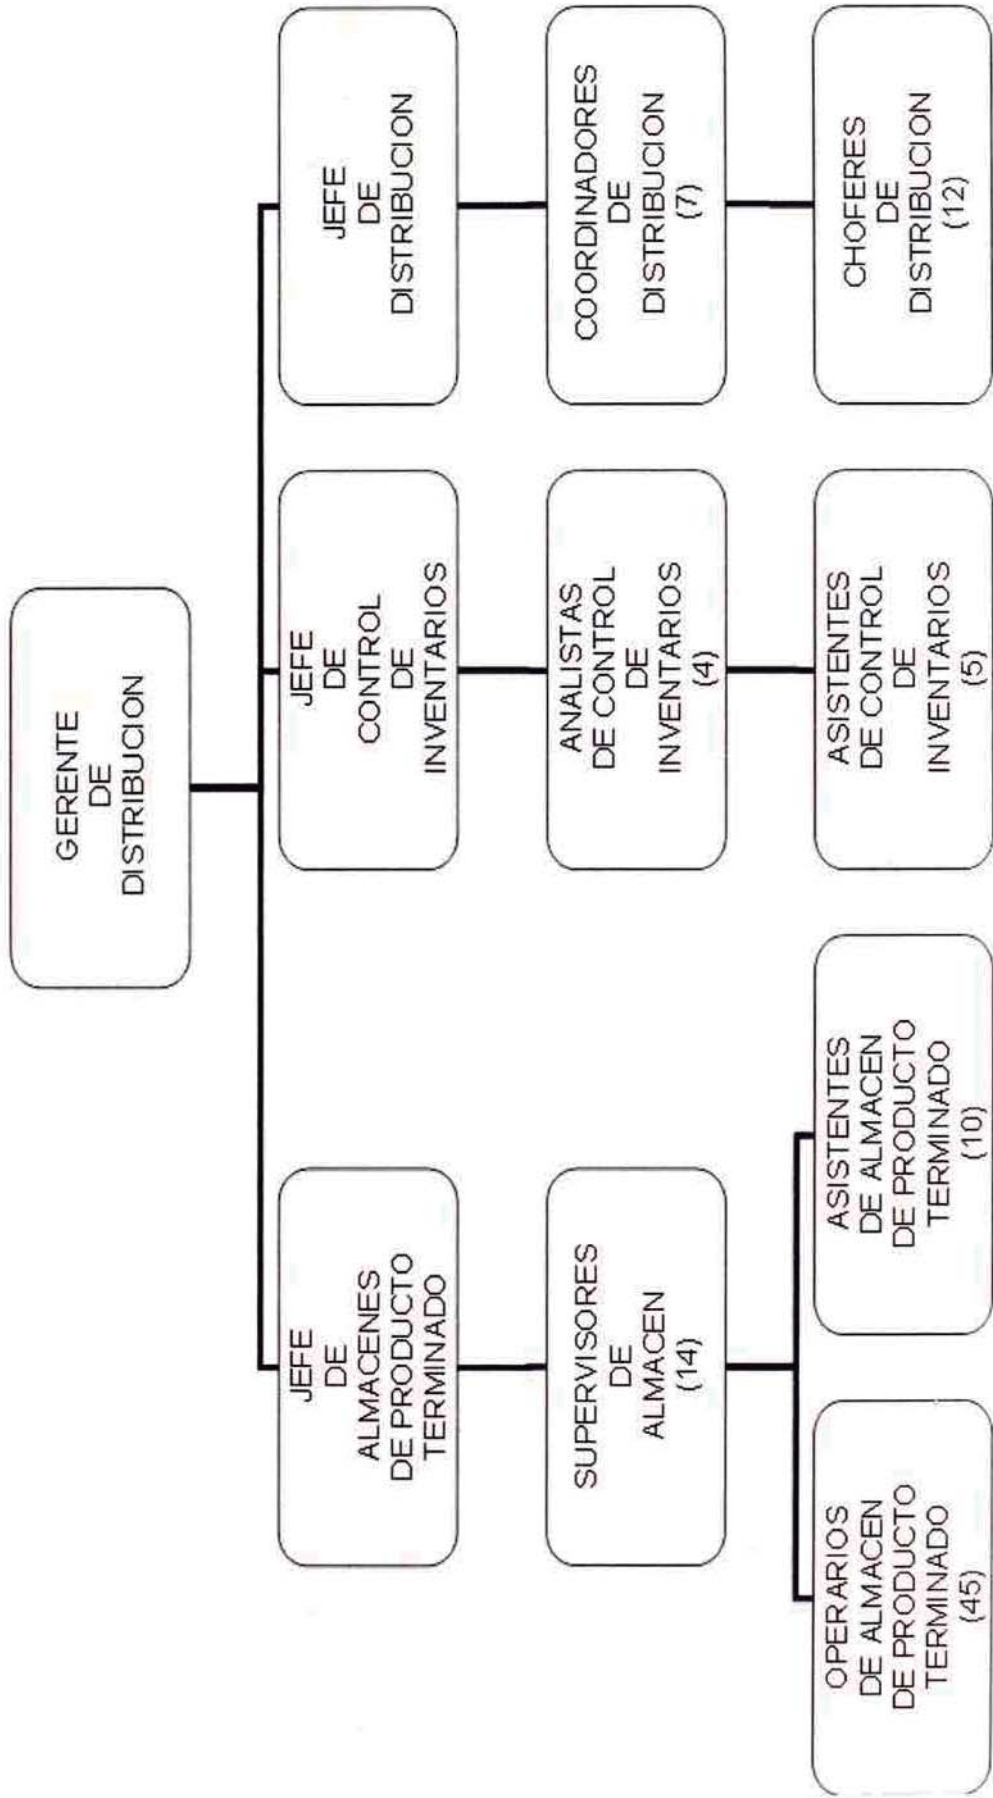 GERENTE
DE
DISTRIBUCION
JEFE
DE
ALMACENES
DE PRODUCTO
TERMINADO
JEFE
DE
CONTROL
DE
INVENTARIOS
JEFE
DE
DISTRIBUCION
SUPERVISORES
DE
ALMACEN
(14)
ANALISTAS
DE CONTROL
DE
INVENTARIOS
(4)
COORDINADORES
DE
DISTRIBUCION
(7)
OPERARIOS
DE ALMACEN
DE PRODUCTO
TERMINADO
(45)
ASISTENTES
DE ALMACEN
DE PRODUCTO
TERMINADO
(10)
ASISTENTES
DE CONTROL
DE
INVENTARIOS
(5)
CHOFERES
DE
DISTRIBUCION
(12)